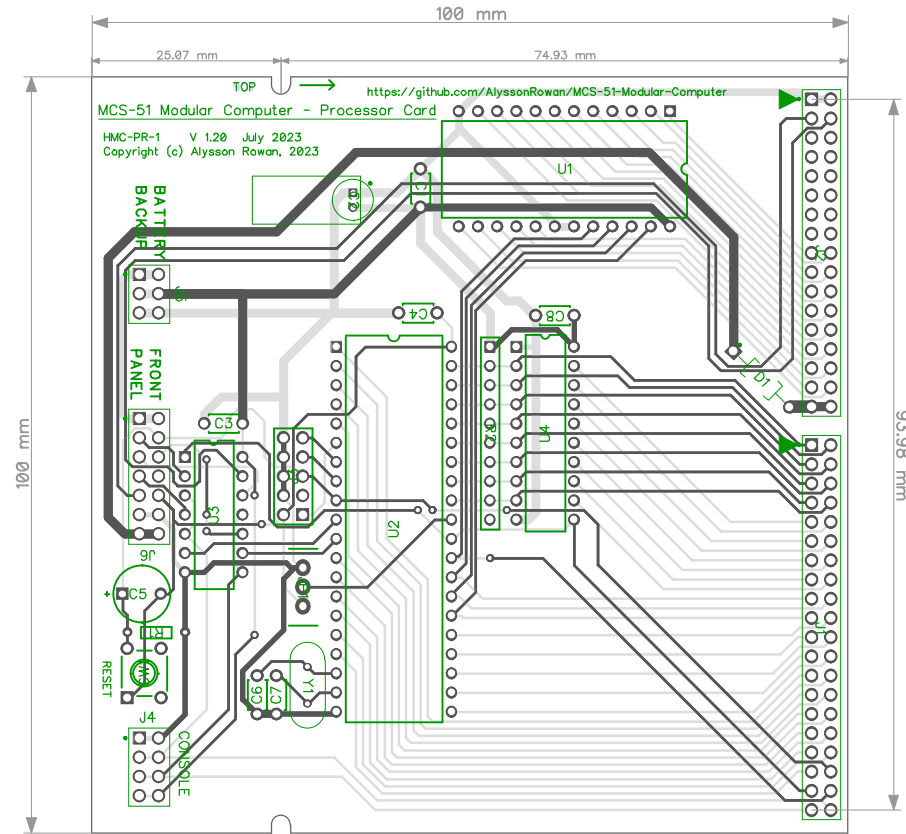 100 mm
25.07 mm
74.93 mm
TOP
https://github.com/AlyssonRowan/MCS-51-Modular-Computer
MCS-51 Modular Computer - Processor Card
HMC-PR-1 V 1.20 July 2023
Copyright (c) Alysson Rowan, 2023
U1
C1
BATTERY
BACKUP
J2
C4
C8
FRONT
PANEL
D1
C3
U4
U3
U2
100 mm
93.98 mm
J6
C5
+
R1
RESET
J1
C6
C7
Y1
J4
CONSOLE